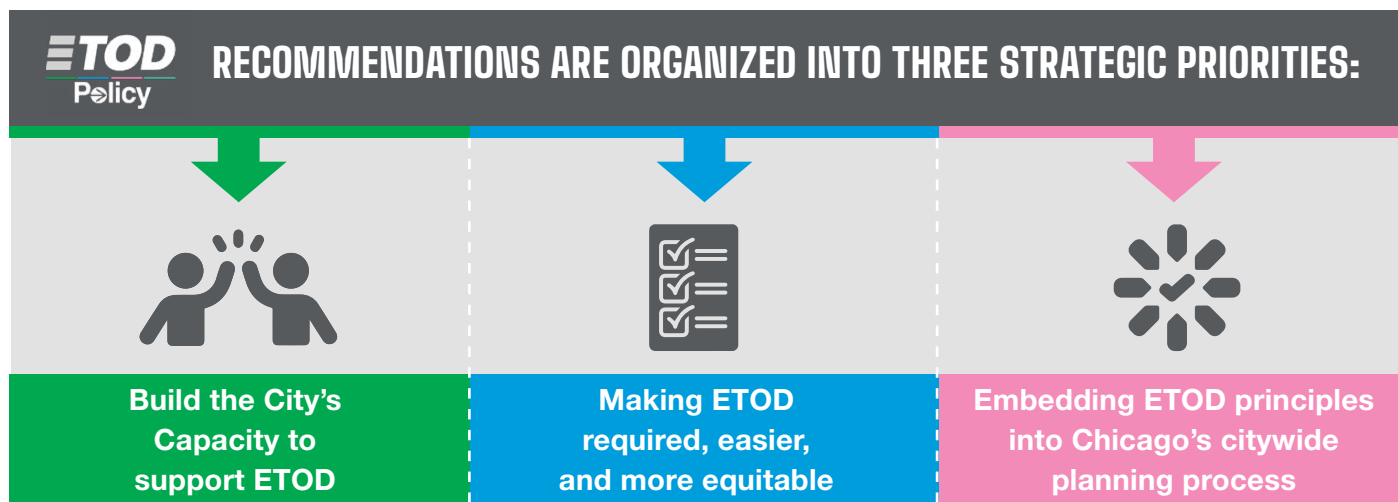 ETOD
Policy
RECOMMENDATIONS ARE ORGANIZED INTO THREE STRATEGIC PRIORITIES:
Build the City’s
Capacity to
support ETOD
Making ETOD
required, easier,
and more equitable
Embedding ETOD principles
into Chicago’s citywide
planning process